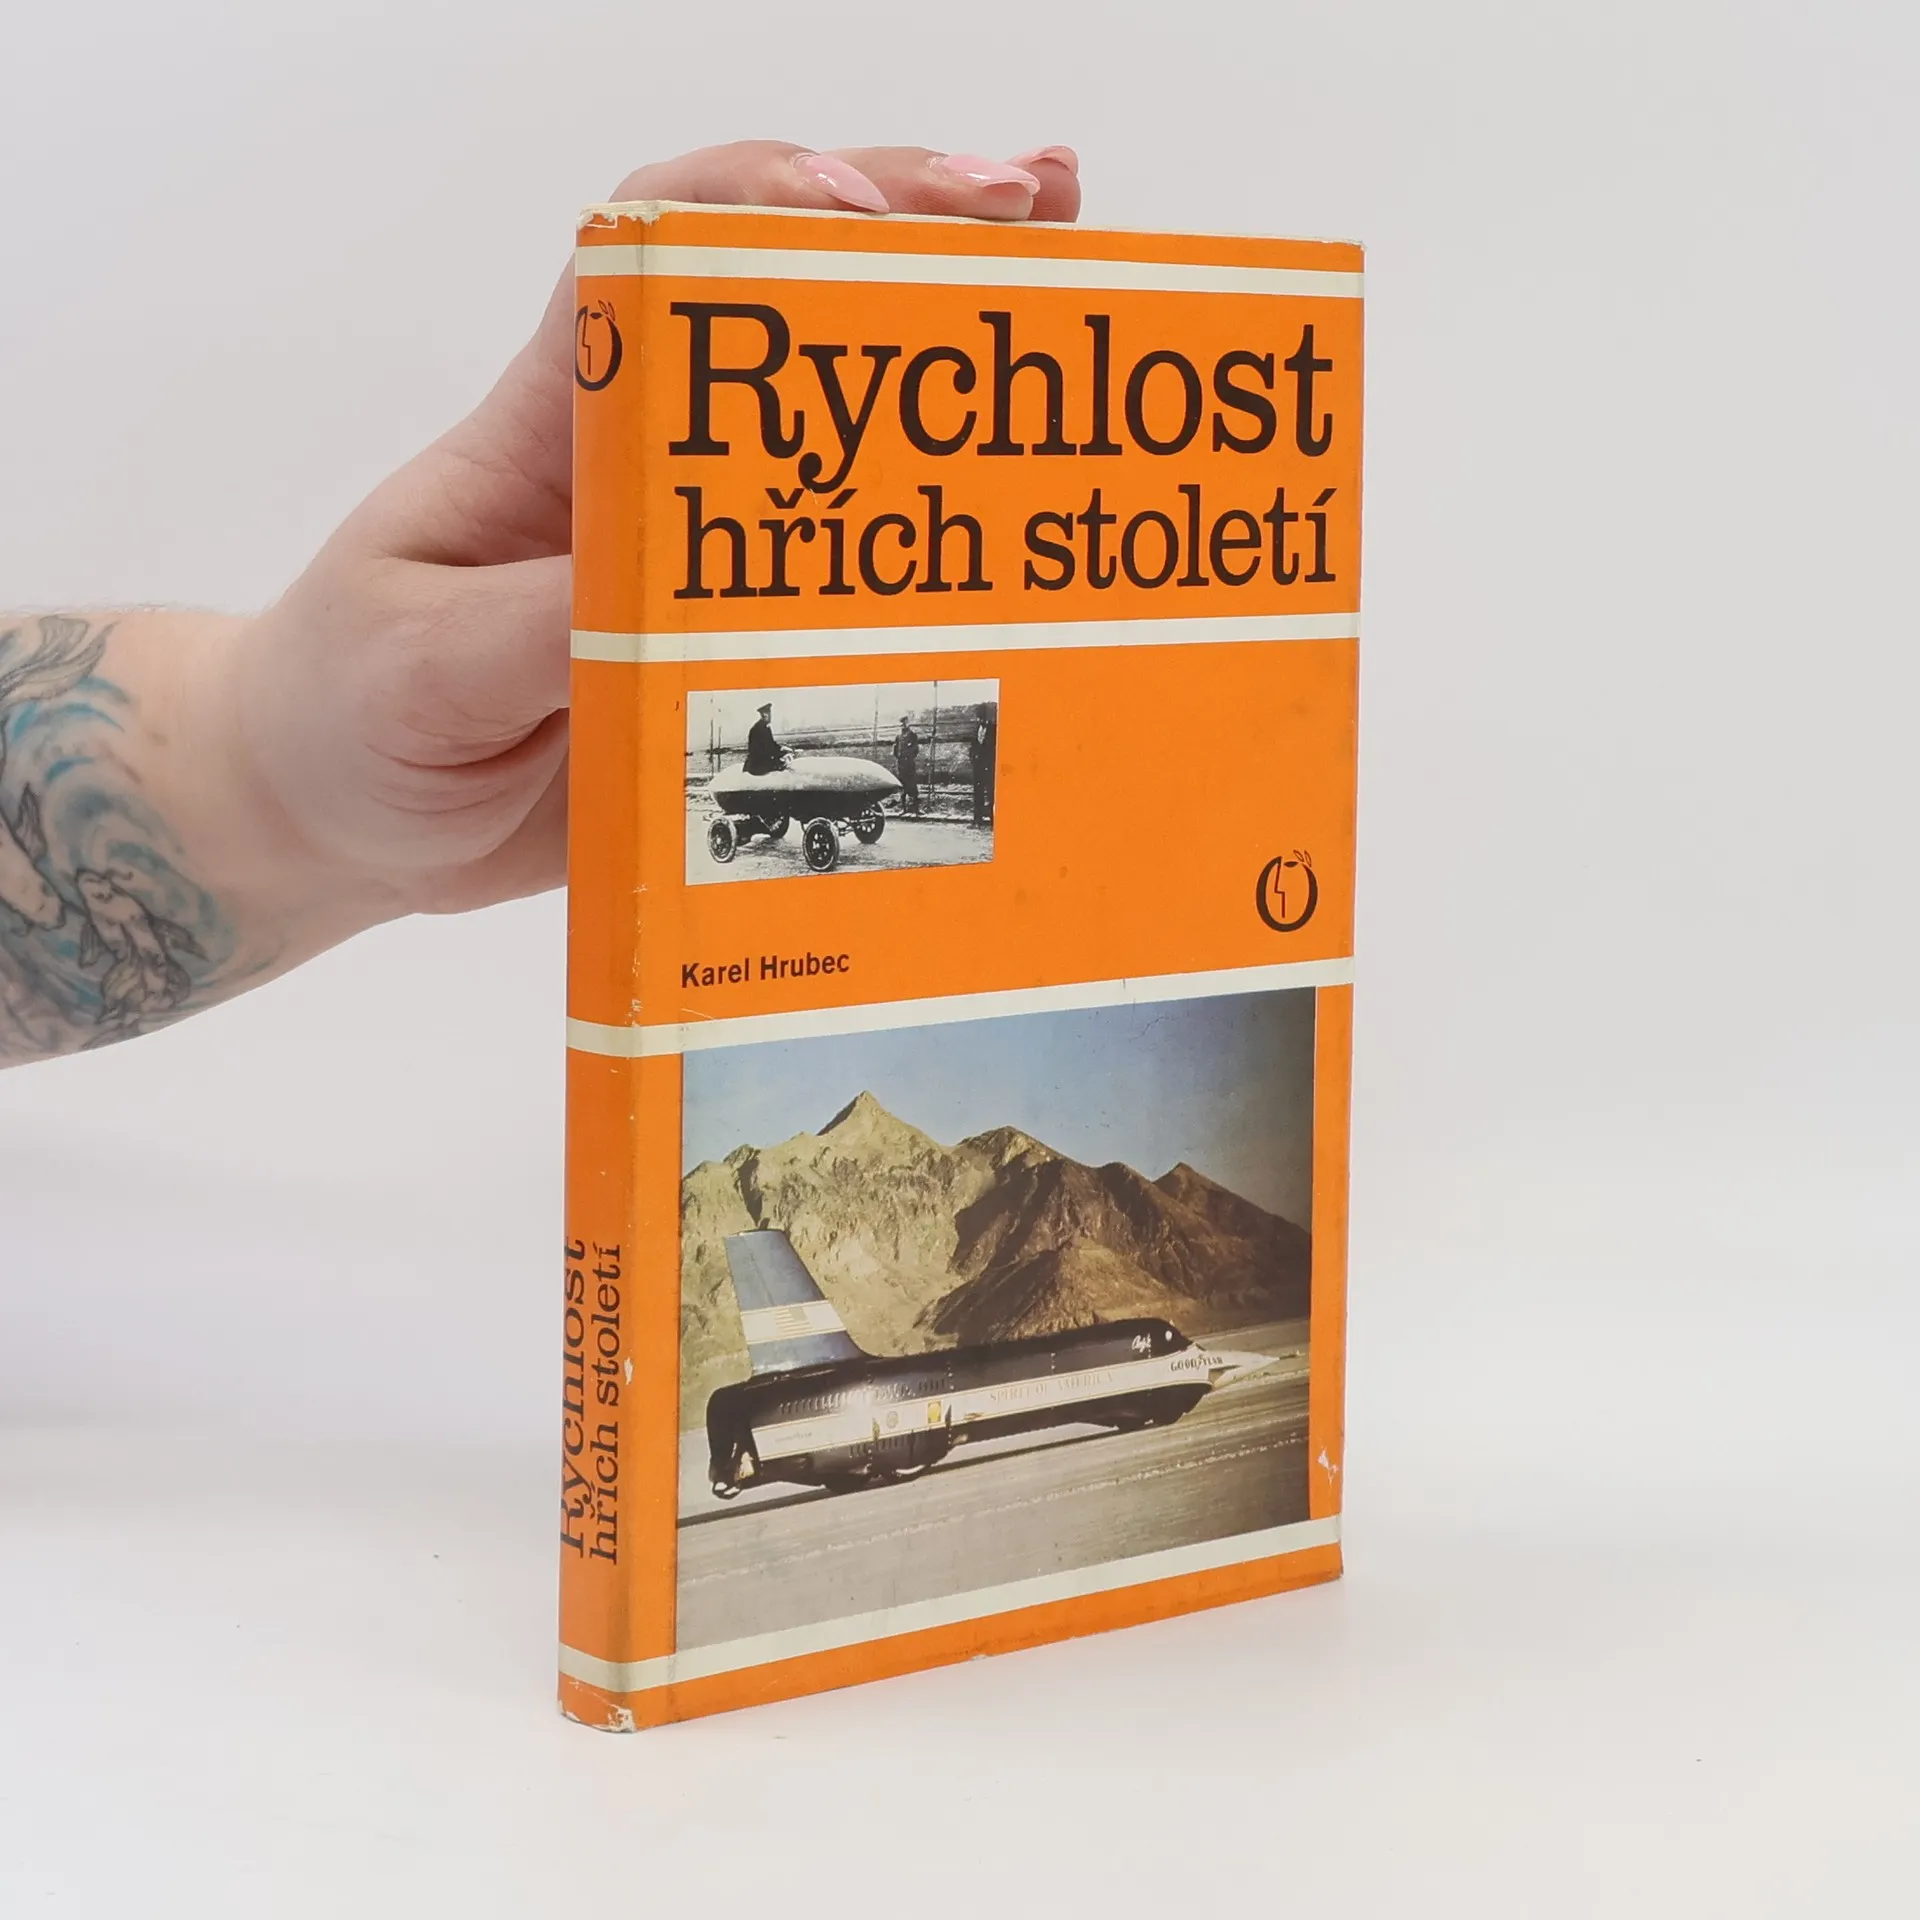 Rychlost
hřích století
Karel Hrubec
Rychlost
hřích století
SPIRIT OF AMERICA
GOODYEAR